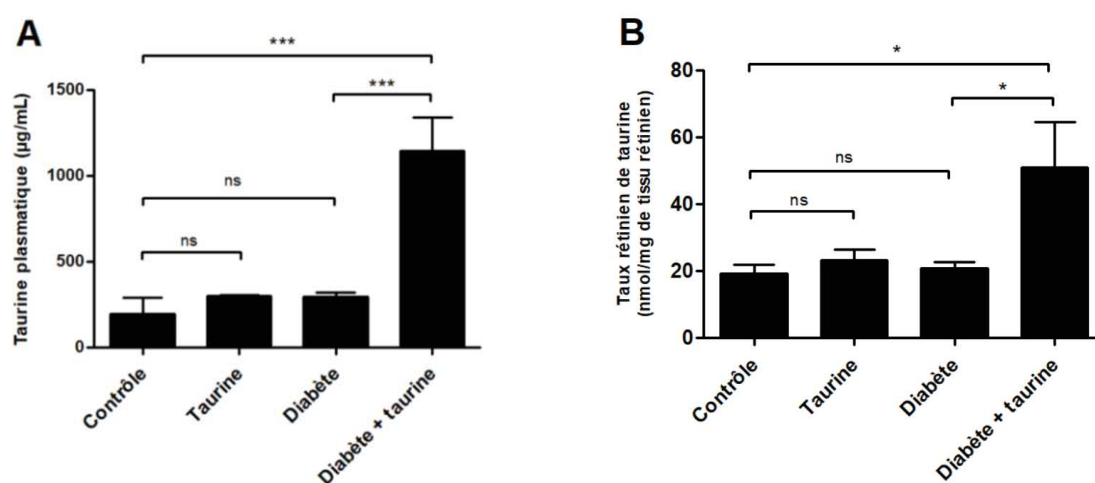 A
Taurine plasmatique (µg/mL)
1500
1000
500
0
***
***
ns
ns
Contrôle
Taurine
Diabète
Diabète + taurine
B
Taux rétinien de taurine
(nmol/mg de tissu rétinien)
80
60
40
20
0
*
*
ns
ns
Contrôle
Taurine
Diabète
Diabète + taurine